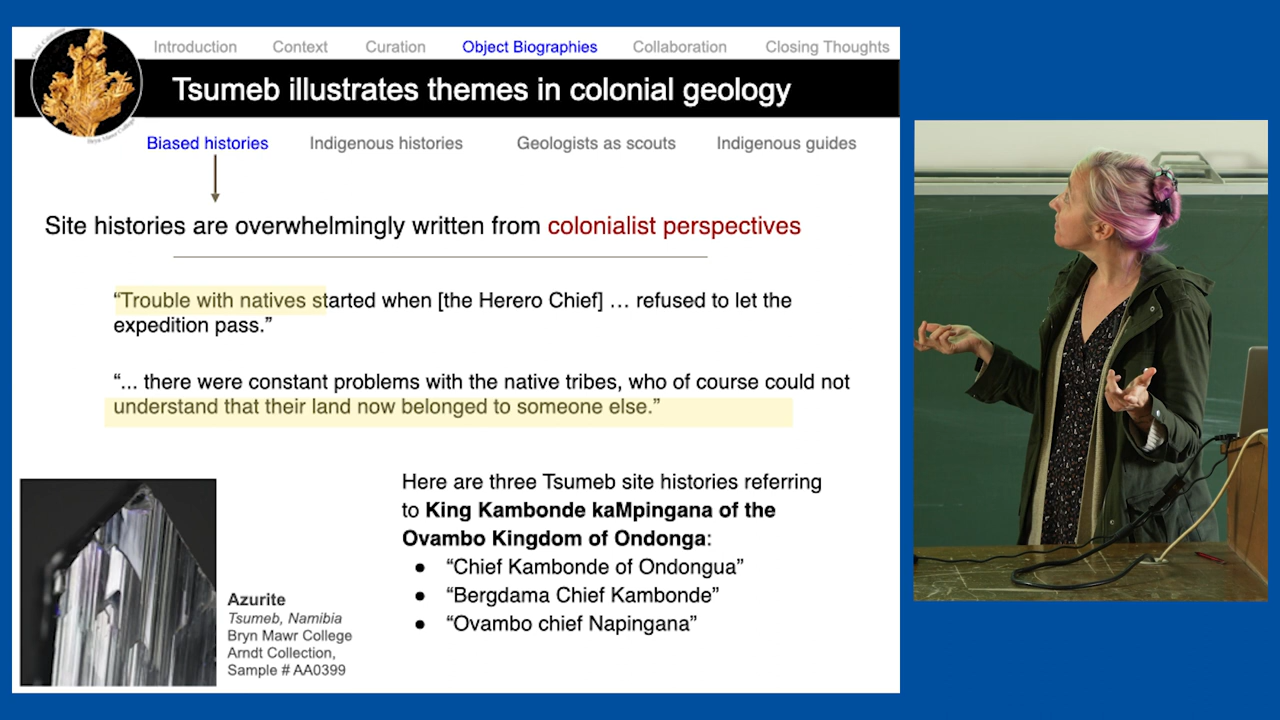 Introduction Context Curation Object Biographies Collaboration Closing Thoughts
Tsumeb illustrates themes in colonial geology
Biased histories Indigenous histories Geologists as scouts Indigenous guides
Site histories are overwhelmingly written from colonialist perspectives
“Trouble with natives started when [the Herero Chief] … refused to let the
expedition pass.”
“... there were constant problems with the native tribes, who of course could not
understand that their land now belonged to someone else.”
Here are three Tsumeb site histories referring
to King Kambonde kaMpingana of the
Ovambo Kingdom of Ondonga:
● “Chief Kambonde of Ondongua”
● “Bergdama Chief Kambonde”
● “Ovambo chief Napingana”
Azurite
Tsumeb, Namibia
Bryn Mawr College
Arndt Collection,
Sample # AA0399